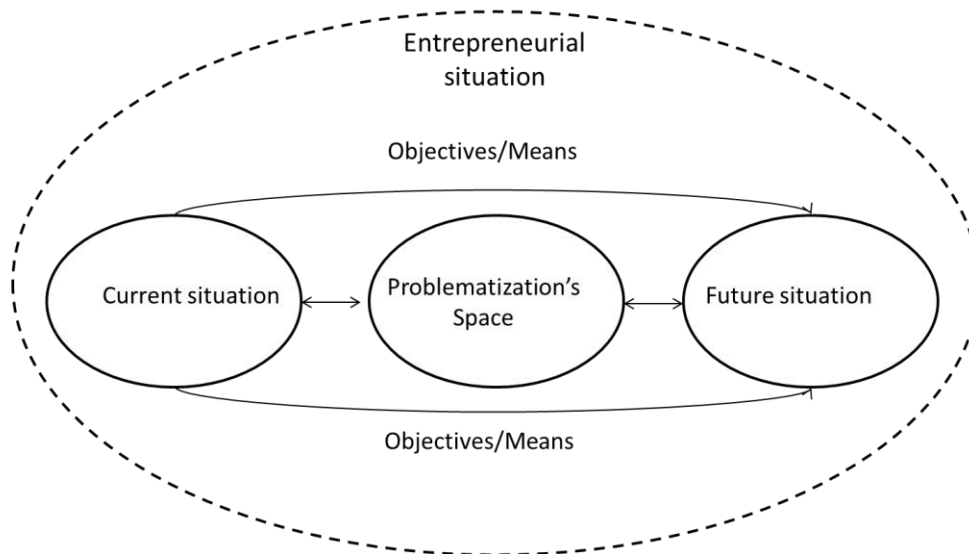 Entrepreneurial
situation
Objectives/Means
Current situation
Problematization's
Space
Future situation
Objectives/Means